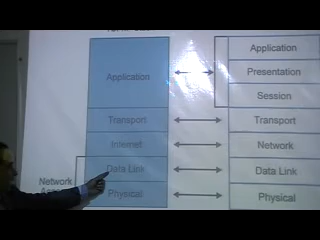 Application
Presentation
Session
Application
Transport
Transport
Internet
Network
Data Link
Data Link
Network
Physical
Physical